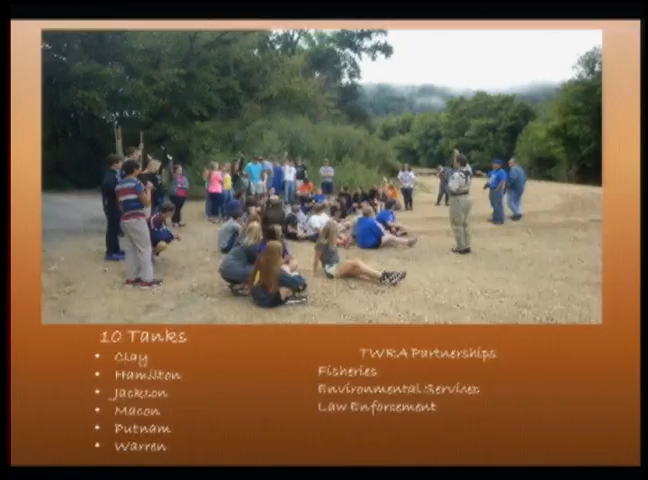 10 Tanks
• Clay
• Hamilton
• Jackson
• Macon
• Putnam
• Warren
TWRA Partnerships
Fisheries
Environmental Services
Law Enforcement